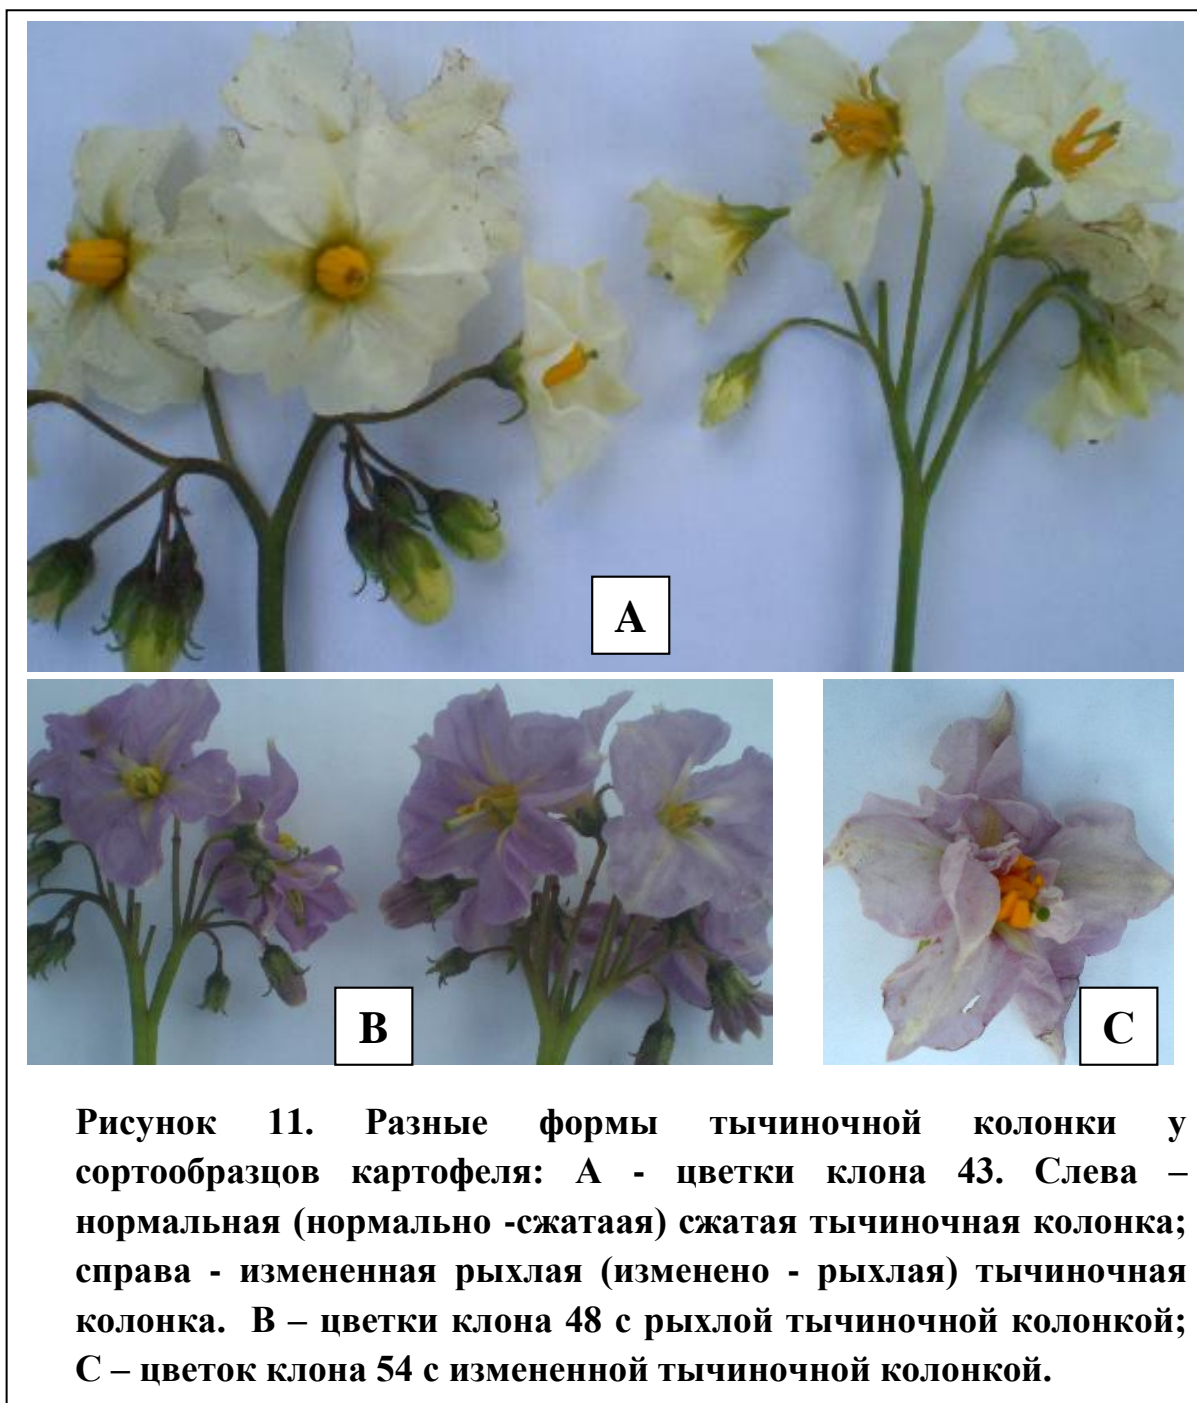 A
B
C
Рисунок 11. Разные формы тычиночной колонки у
сортообразцов картофеля: А - цветки клона 43. Слева –
нормальная (нормально -сжатаая) сжатая тычиночная колонка;
справа - измененная рыхлая (изменено - рыхлая) тычиночная
колонка. В – цветки клона 48 с рыхлой тычиночной колонкой;
С – цветок клона 54 с измененной тычиночной колонкой.